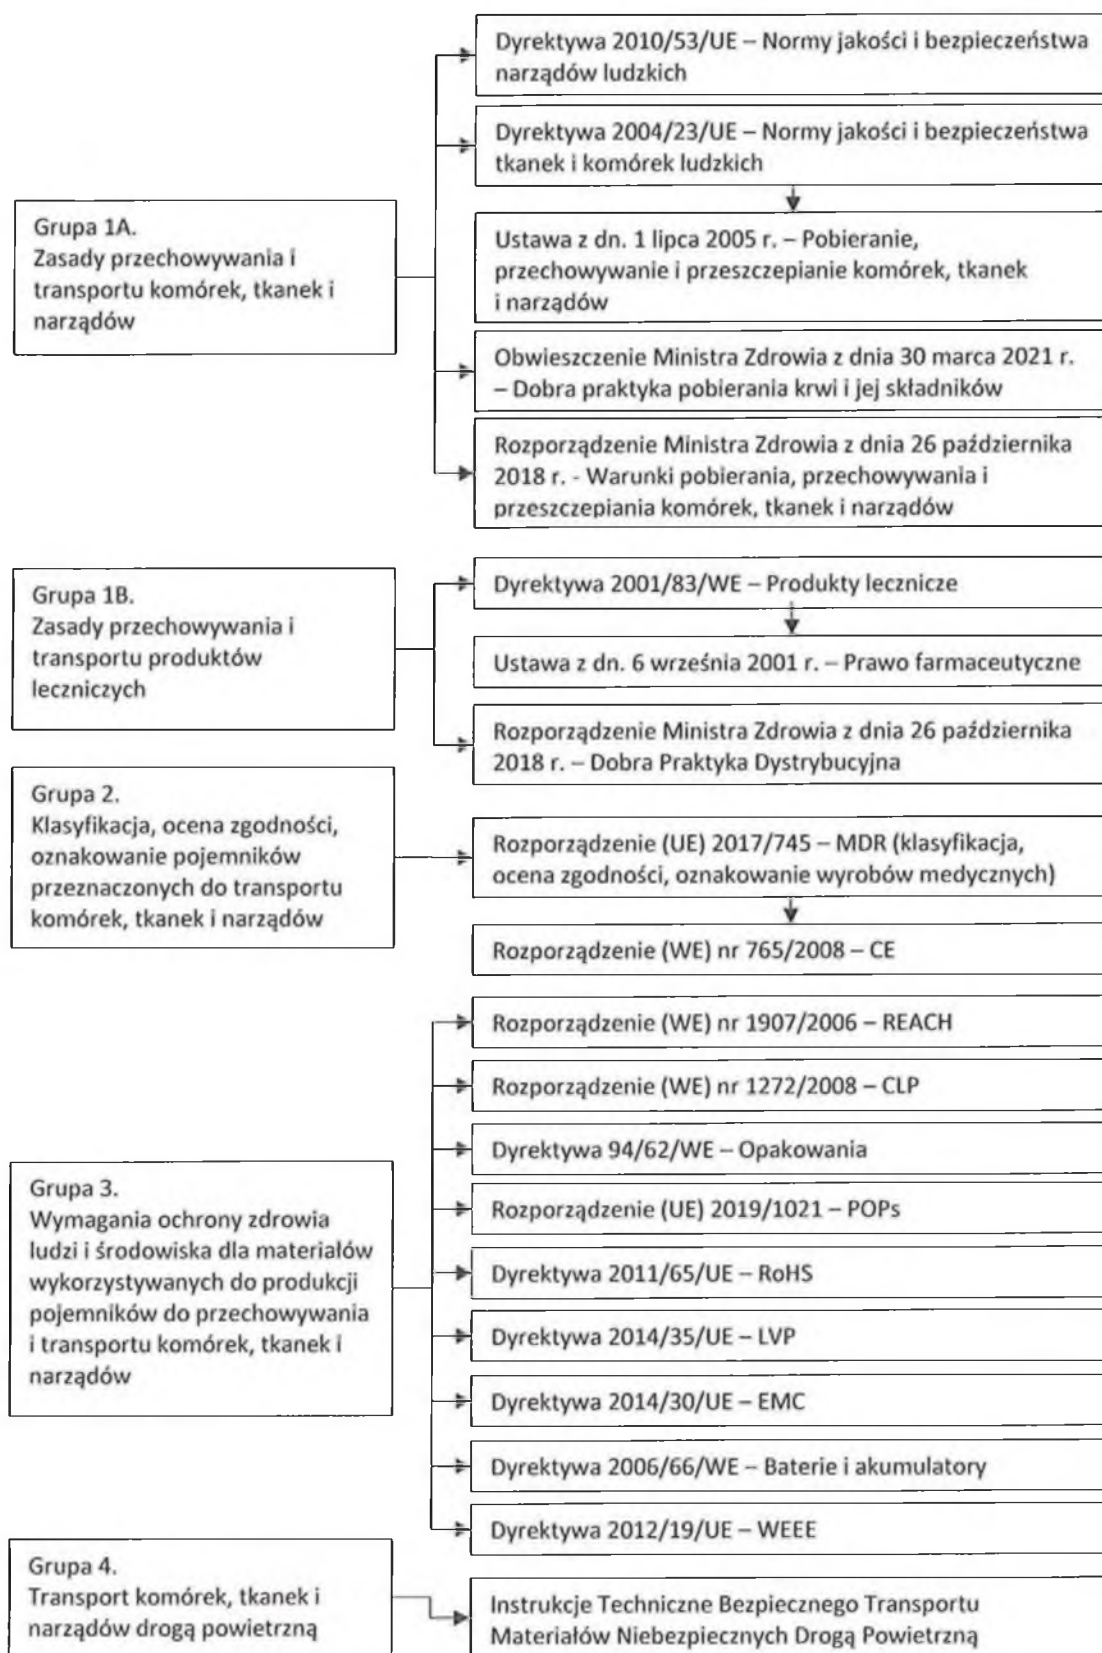 Grupa 1A.
Zasady przechowywania i
transportu komórek, tkanek i
narządów
Dyrektywa 2010/53/UE – Normy jakości i bezpieczeństwa
narządów ludzkich
Dyrektywa 2004/23/UE – Normy jakości i bezpieczeństwa
tkanek i komórek ludzkich
Ustawa z dn. 1 lipca 2005 r. – Pobieranie,
przechowywanie i przeszczepianie komórek, tkanek
i narządów
Obwieszczenie Ministra Zdrowia z dnia 30 marca 2021 r.
– Dobra praktyka pobierania krwi i jej składników
Rozporządzenie Ministra Zdrowia z dnia 26 października
2018 r. - Warunki pobierania, przechowywania i
przeszczepiania komórek, tkanek i narządów
Grupa 1B.
Zasady przechowywania i
transportu produktów
leczniczych
Dyrektywa 2001/83/WE – Produkty lecznicze
Ustawa z dn. 6 września 2001 r. – Prawo farmaceutyczne
Rozporządzenie Ministra Zdrowia z dnia 26 października
2018 r. – Dobra Praktyka Dystrybucyjna
Grupa 2.
Klasyfikacja, ocena zgodności,
oznakowanie pojemników
przeznaczonych do transportu
komórek, tkanek i narządów
Rozporządzenie (UE) 2017/745 – MDR (klasyfikacja,
ocena zgodności, oznakowanie wyrobów medycznych)
Rozporządzenie (WE) nr 765/2008 – CE
Grupa 3.
Wymagania ochrony zdrowia
ludzi i środowiska dla materiałów
wykorzystywanych do produkcji
pojemników do przechowywania
i transportu komórek, tkanek i
narządów
Rozporządzenie (WE) nr 1907/2006 – REACH
Rozporządzenie (WE) nr 1272/2008 – CLP
Dyrektywa 94/62/WE – Opakowania
Rozporządzenie (UE) 2019/1021 – POPs
Dyrektywa 2011/65/UE – RoHS
Dyrektywa 2014/35/UE – LVP
Dyrektywa 2014/30/UE – EMC
Dyrektywa 2006/66/WE – Baterie i akumulatory
Dyrektywa 2012/19/UE – WEEE
Grupa 4.
Transport komórek, tkanek i
narządów drogą powietrzną
Instrukcje Techniczne Bezpiecznego Transportu
Materiałów Niebezpiecznych Drogą Powietrzną